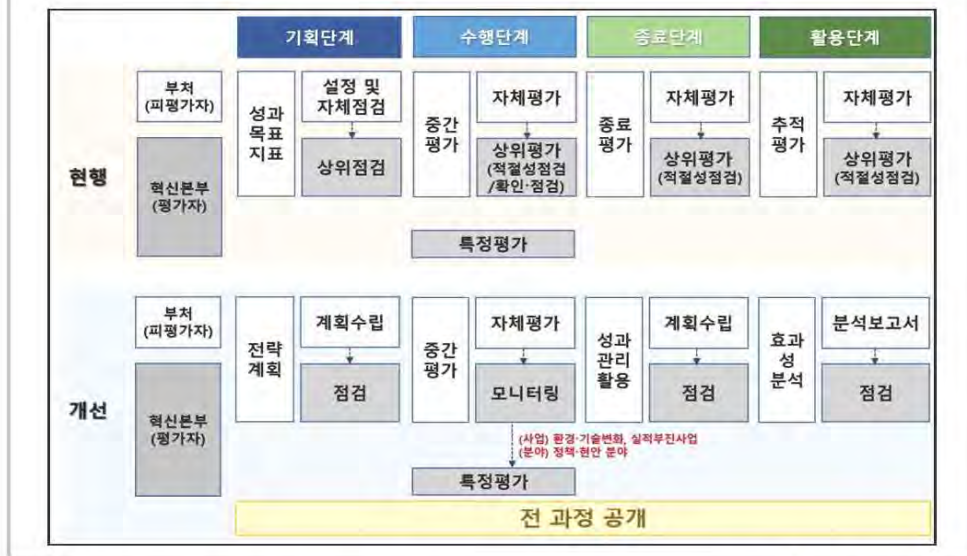 기획단계
수행단계
종료단계
활용단계
현행
부처
(피평가자)
혁신본부
(평가자)
성과
목표
지표
설정 및
자체점검
상위점검
중간
평가
자체평가
상위평가
(적절성점검
/확인·점검)
종료
평가
자체평가
상위평가
(적절성점검)
추적
평가
자체평가
상위평가
(적절성점검)
특정평가
개선
부처
(피평가자)
혁신본부
(평가자)
전략
계획
계획수립
점검
중간
평가
자체평가
모니터링
성과
관리
활용
계획수립
점검
효과
성
분석
분석보고서
점검
(사업) 환경·기술변화, 실적부진사업
(분야) 정책·현안 분야
특정평가
전 과정 공개